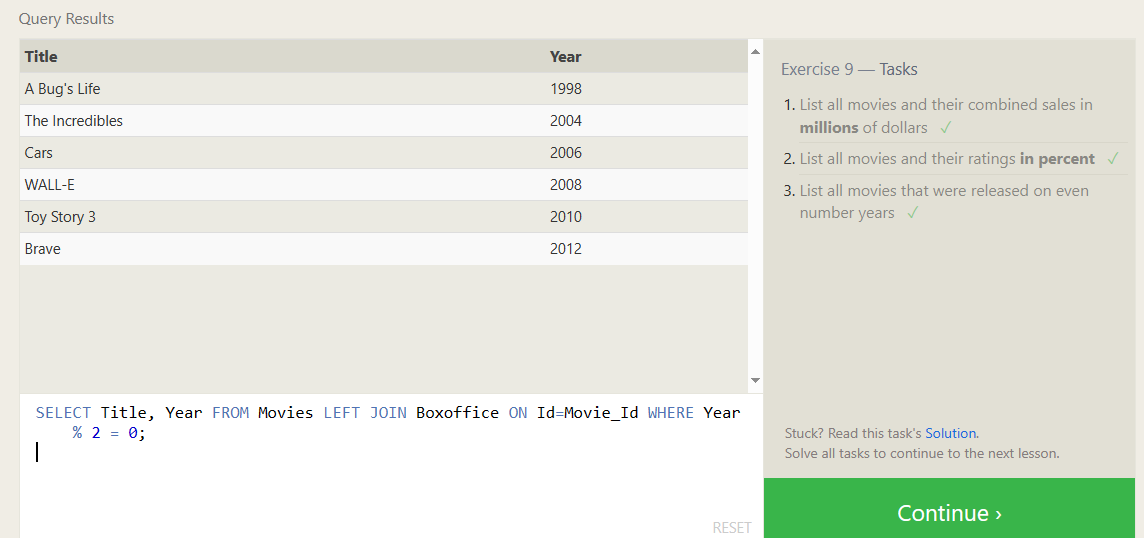 Query Results
Title Year
A Bug's Life 1998
The Incredibles 2004
Cars 2006
WALL-E 2008
Toy Story 3 2010
Brave 2012
SELECT Title, Year FROM Movies LEFT JOIN Boxoffice ON Id=Movie_Id WHERE Year
% 2 = 0;
RESET
Exercise 9 — Tasks
1. List all movies and their combined sales in
millions of dollars ✓
2. List all movies and their ratings in percent ✓
3. List all movies that were released on even
number years ✓
Stuck? Read this task's Solution.
Solve all tasks to continue to the next lesson.
Continue ›